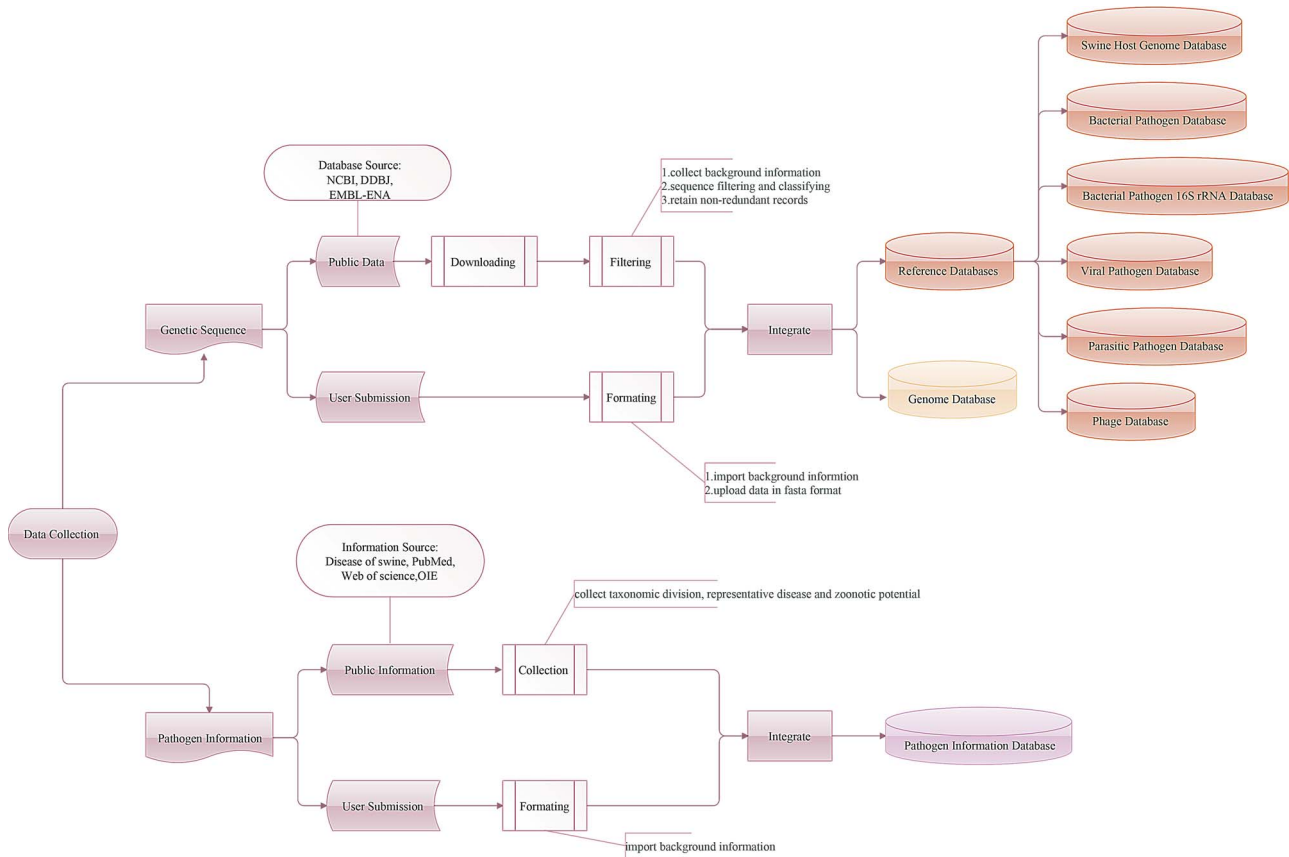 Swine Host Genome Database
Bacterial Pathogen Database
Database Source:
NCBI, DDBJ,
EMBL-ENA
1.collect background information
2.sequence filtering and classifying
3.retain non-redundant records
Bacterial Pathogen 16S rRNA Database
Public Data
Downloading
Filtering
Reference Databases
Viral Pathogen Database
Genetic Sequence
Integrate
Parasitic Pathogen Database
User Submission
Formating
Genome Database
Phage Database
1.import background informtion
2.upload data in fasta format
Data Collection
Information Source:
Disease of swine, PubMed,
Web of science,OIE
collect taxonomic division, representative disease and zoonotic potential
Public Information
Collection
Pathogen Information
Integrate
Pathogen Information Database
User Submission
Formating
import background information